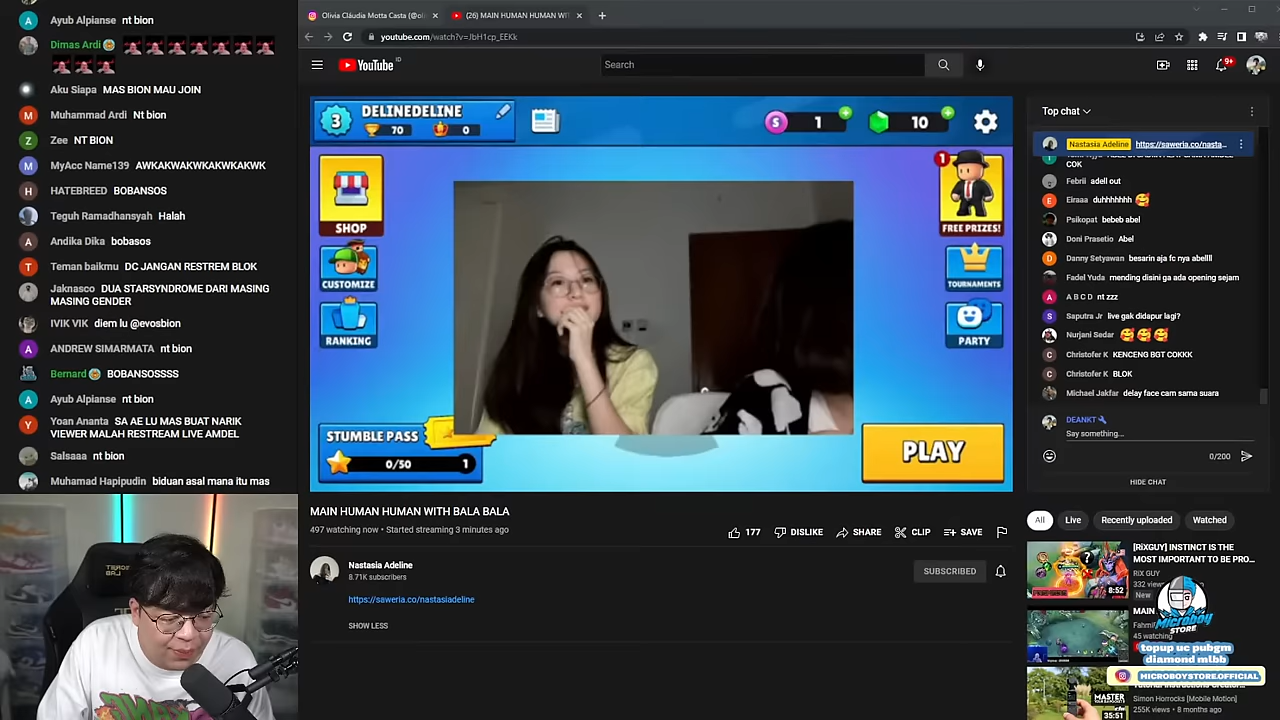 Ayub Alpianse nt bion
Dimas Ardi
Aku Siapa MAS BION MAU JOIN
Muhammad Ardi Nt bion
Zee NT BION
MyAcc Name139 AWKAKWAKWKAKWKAKWK
HATEBREED BOBANSOS
Teguh Ramadhansyah Halah
Andika Dika bobasos
Teman baikmu DC JANGAN RESTREM BLOK
Jaknasco DUA STARSYNDROME DARI MASING
MASING GENDER
IVIK VIK diem lu @evosbion
ANDREW SIMARMATA nt bion
Bernard BOBANSOSSSS
Ayub Alpianse nt bion
Yoan Ananta SA AE LU MAS BUAT NARIK
VIEWER MALAH RESTREAM LIVE AMDEL
Salsaaa nt bion
Muhamad Hapipudin biduan asal mana itu mas
Olivia Cláudia Motta Casta (@oli
(26) MAIN HUMAN HUMAN WIT
youtube.com/watch?v=JbH1cp_EEKk
YouTube ID
Search
9+
3
DELINEDELINE
70
0
S
1
10
SHOP
CUSTOMIZE
RANKING
1
FREE PRIZES!
TOURNAMENTS
PARTY
STUMBLE PASS
0/50
1
PLAY
MAIN HUMAN HUMAN WITH BALA BALA
497 watching now • Started streaming 3 minutes ago
177
DISLIKE
SHARE
CLIP
SAVE
Nastasia Adeline
8.71K subscribers
SUBSCRIBED
https://saweria.co/nastasiadeline
SHOW LESS
Top chat
Nastasia Adeline https://saweria.co/nasta...
COK
Febrii adell out
Eiraaa duhhhhhhh
Psikopat bebeb abel
Doni Prasetio Abel
Danny Setyawan besarin aja fc nya abellll
Fadel Yuda mending disini ga ada opening sejam
A B C D nt zzz
Saputra Jr live gak didapur lagi?
Nurjani Sedar
Christofer K KENCENG BGT COKKK
Christofer K BLOK
Michael Jakfar delay face cam sama suara
DEANKT
Say something...
0/200
HIDE CHAT
All
Live
Recently uploaded
Watched
[RiXGUY] INSTINCT IS THE
MOST IMPORTANT TO BE PRO...
RiX GUY
332 views
New
8:52
MAIN
Fahmi
45 watching
MICROBOY
STORE
topup uc pubgm
diamond mlbb
MICROBOYSTORE.OFFICIAL
Simon Horrocks [Mobile Motion]
255K views • 8 months ago
MASTER
35:51